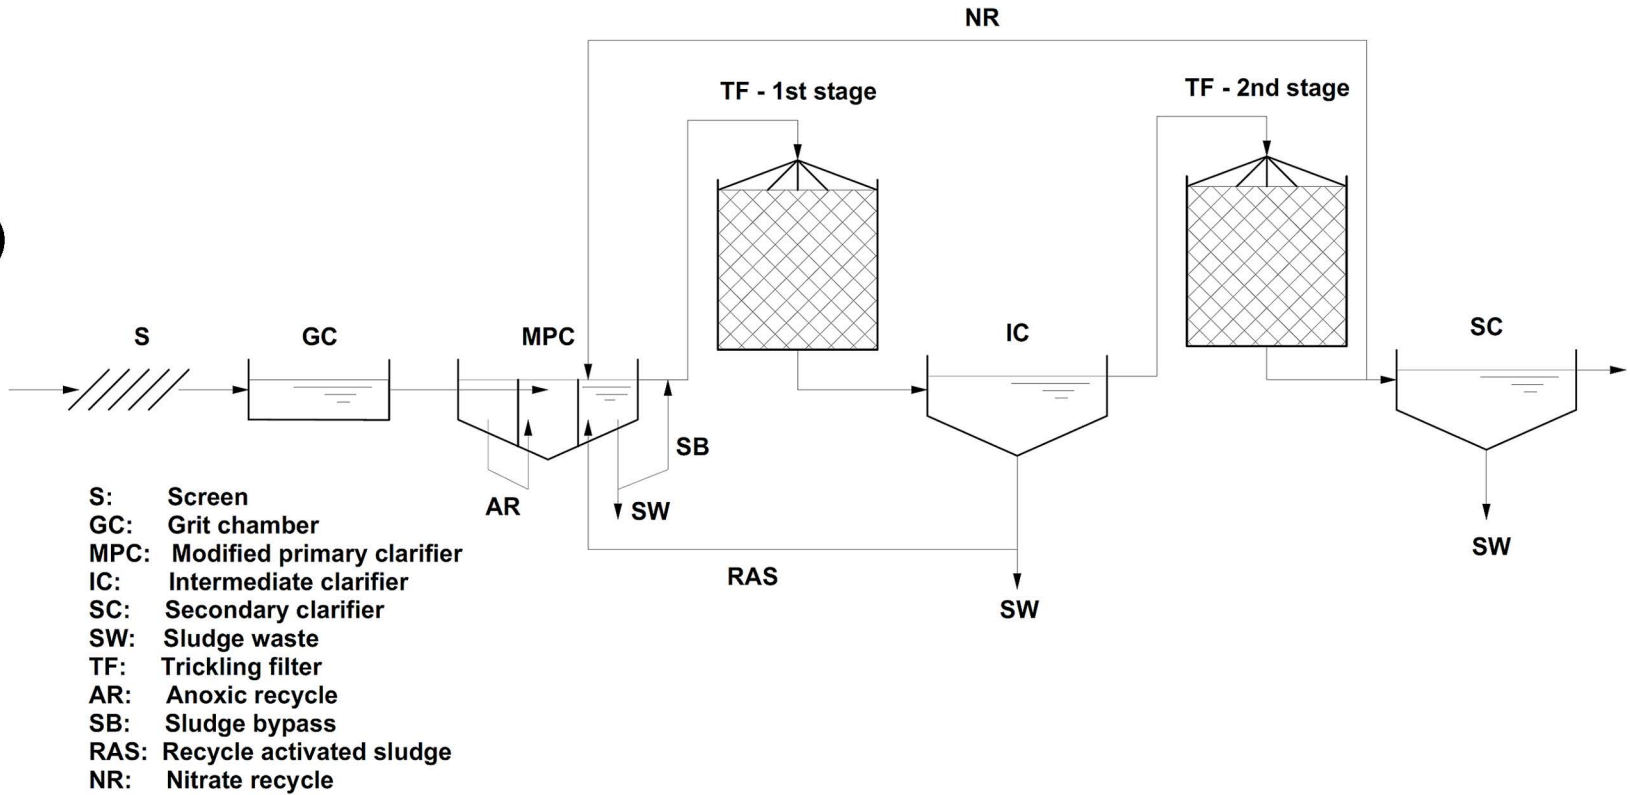 NR
TF - 1st stage
TF - 2nd stage
S
GC
MPC
IC
SC
SB
AR
SW
RAS
SW
SW
S: Screen
GC: Grit chamber
MPC: Modified primary clarifier
IC: Intermediate clarifier
SC: Secondary clarifier
SW: Sludge waste
TF: Trickling filter
AR: Anoxic recycle
SB: Sludge bypass
RAS: Recycle activated sludge
NR: Nitrate recycle